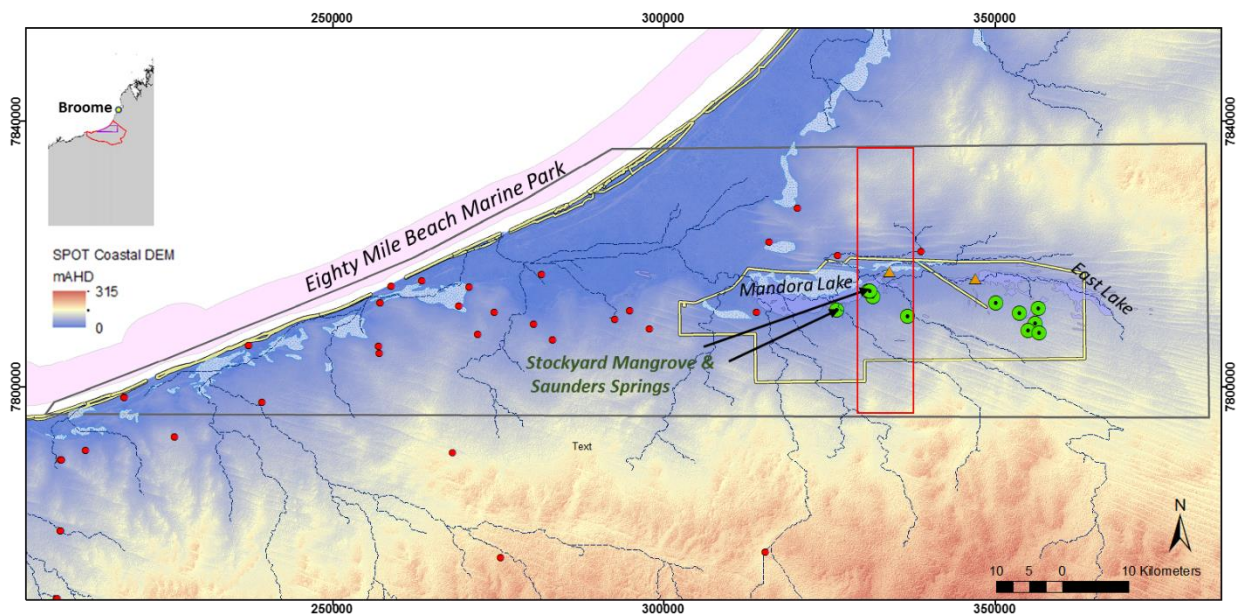 250000
300000
350000
7840000
7840000
Broome
SPOT Coastal DEM
mAHD
315
0
Eighty Mile Beach Marine Park
Mandora Lake
East Lake
Stockyard Mangrove &
Saunders Springs
7800000
7800000
Text
N
10 5 0 10 Kilometers
250000
300000
350000